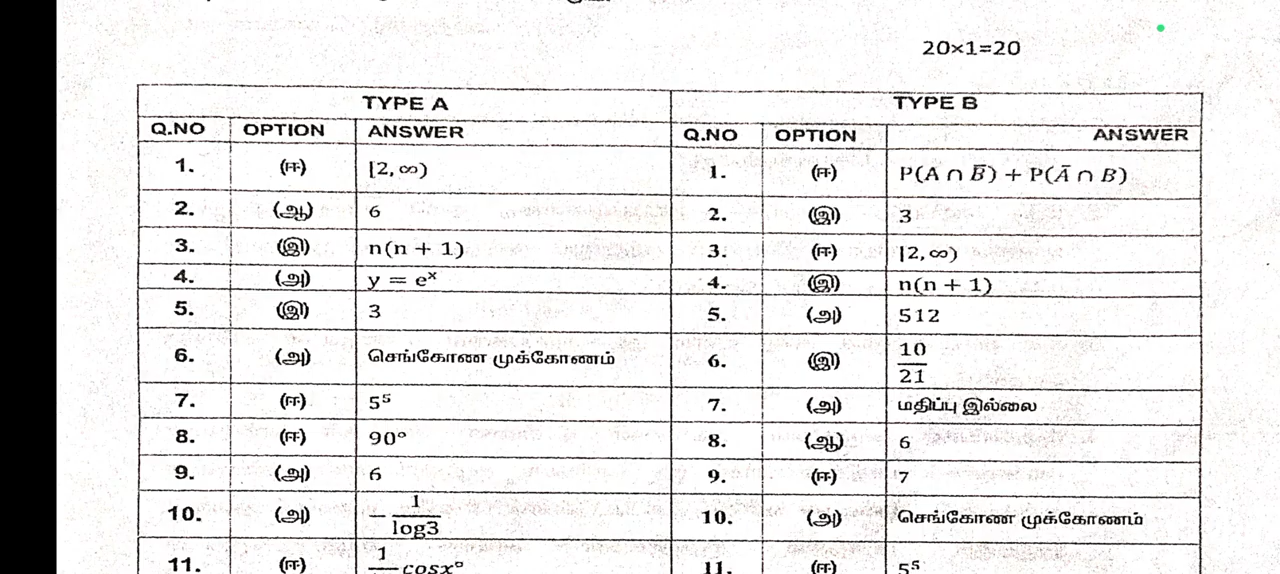 20×1=20
TYPE A TYPE B
Q.NO OPTION ANSWER Q.NO OPTION ANSWER
1. (ஈ) [2, ∞) 1. (ஈ) P(A ∩ B̅) + P(A̅ ∩ B)
2. (ஆ) 6 2. (இ) 3
3. (இ) n(n + 1) 3. (ஈ) [2, ∞)
4. (அ) y = eˣ 4. (இ) n(n + 1)
5. (இ) 3 5. (அ) 512
6. (அ) செங்கோண முக்கோணம் 6. (இ) 10/21
7. (ஈ) 5⁵ 7. (அ) மதிப்பு இல்லை
8. (ஈ) 90° 8. (ஆ) 6
9. (அ) 6 9. (ஈ) 7
10. (அ) −1/log3 10. (அ) செங்கோண முக்கோணம்
11. (ஈ) cosx° 11. (ஈ) 5⁵